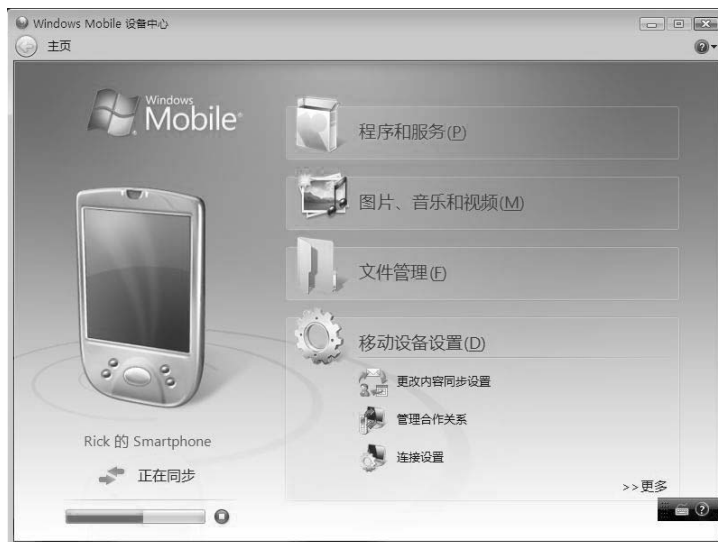 Windows Mobile 设备中心
主页
Windows
Mobile
程序和服务(P)
图片、音乐和视频(M)
文件管理(F)
移动设备设置(D)
更改内容同步设置
管理合作关系
连接设置
>>更多
Rick 的 Smartphone
正在同步